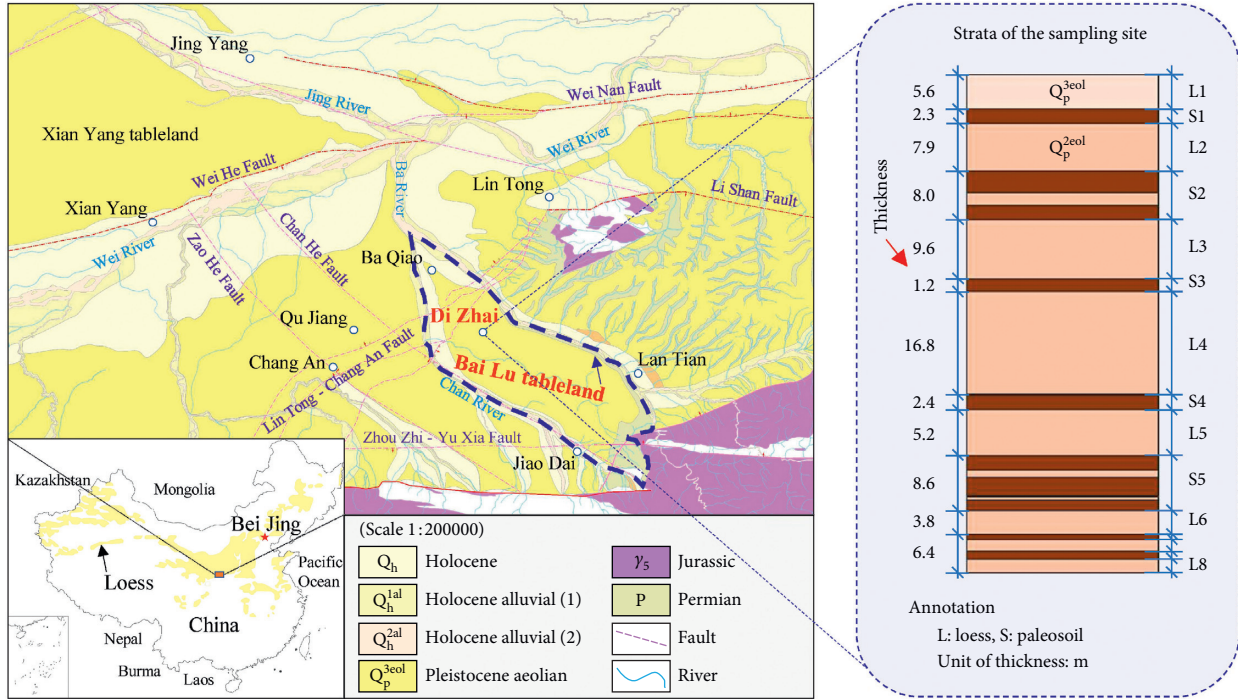 Jing Yang
Jing River
Wei Nan Fault
Xian Yang tableland
Wei River
Wei He Fault
Ba River
Lin Tong
Li Shan Fault
Xian Yang
Wei River
Zao He Fault
Chan He Fault
Ba Qiao
Qu Jiang
Di Zhai
Chang An
Lin Tong - Chang An Fault
Bai Lu tableland
Lan Tian
Chan River
Zhou Zhi - Yu Xia Fault
Jiao Dai
Kazakhstan
Mongolia
Bei Jing
Loess
Pacific
Ocean
China
Nepal
Burma
Laos
(Scale 1:200000)
Qh Holocene
Qh1al Holocene alluvial (1)
Qh2al Holocene alluvial (2)
Qp3eol Pleistocene aeolian
γ5 Jurassic
P Permian
Fault
River
Strata of the sampling site
Thickness
5.6 Qp3eol L1
2.3 S1
7.9 Qp2eol L2
8.0 S2
9.6 L3
1.2 S3
16.8 L4
2.4 S4
5.2 L5
8.6 S5
3.8 L6
6.4 L8
Annotation
L: loess, S: paleosoil
Unit of thickness: m